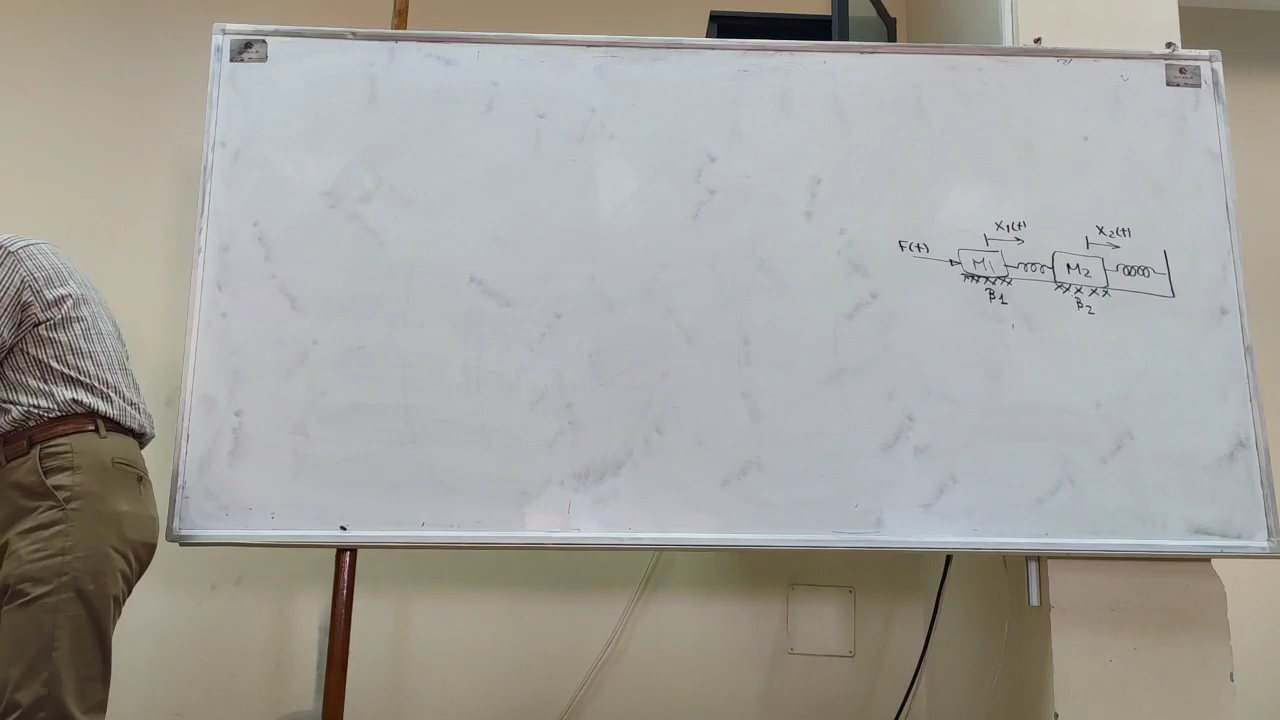 X₁(t) X₂(t)
F(t) M₁ M₂
B₁ B₂